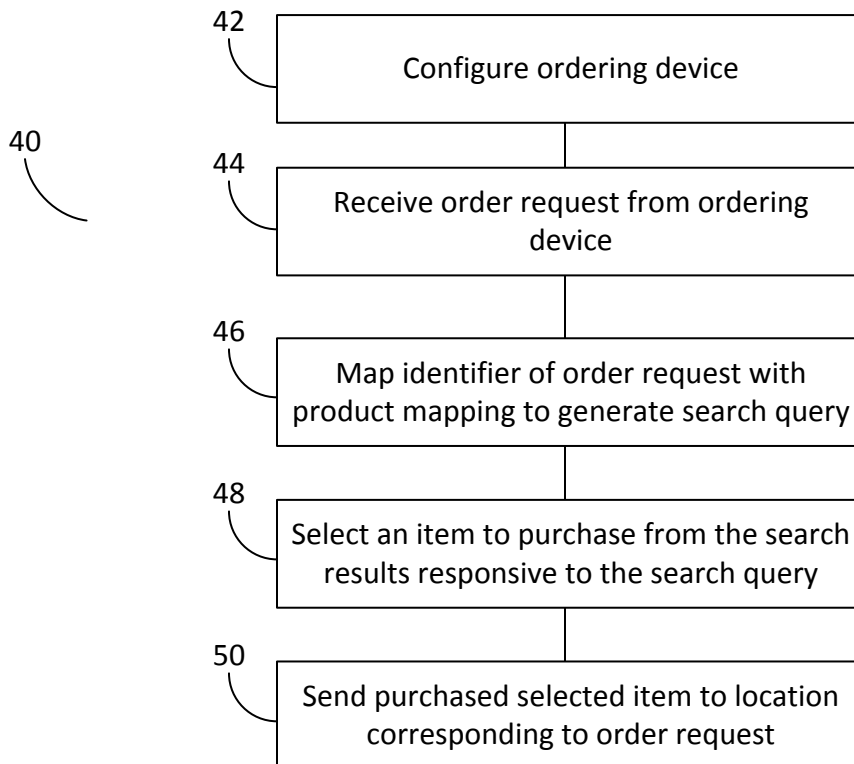 42
Configure ordering device
40
44
Receive order request from ordering
device
46
Map identifier of order request with
product mapping to generate search query
48
Select an item to purchase from the search
results responsive to the search query
50
Send purchased selected item to location
corresponding to order request